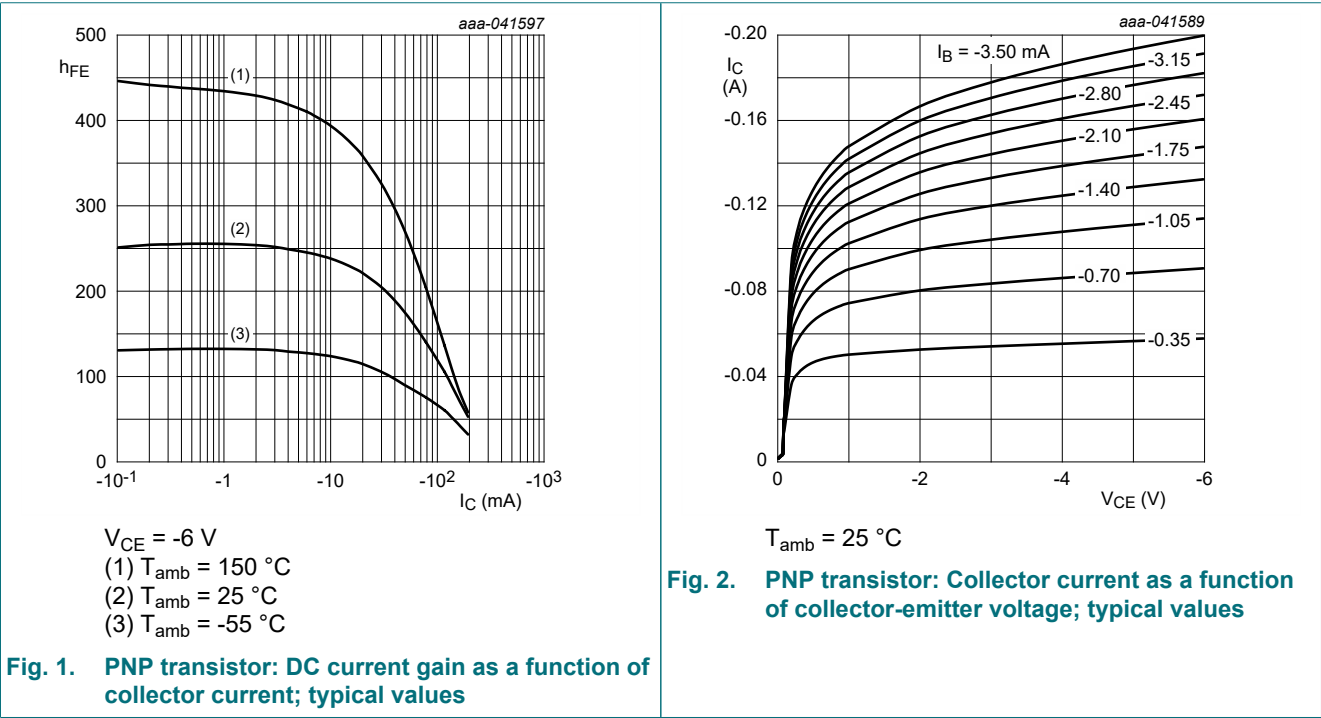 aaa-041597
500
hFE
400
300
200
100
0
(1)
(2)
(3)
-10-1
-1
-10
-102
-103
IC (mA)
VCE = -6 V
(1) Tamb = 150 °C
(2) Tamb = 25 °C
(3) Tamb = -55 °C
Fig. 1. PNP transistor: DC current gain as a function of
collector current; typical values
aaa-041589
-0.20
IC
(A)
-0.16
-0.12
-0.08
-0.04
0
IB = -3.50 mA
-3.15
-2.80
-2.45
-2.10
-1.75
-1.40
-1.05
-0.70
-0.35
0
-2
-4
-6
VCE (V)
Tamb = 25 °C
Fig. 2. PNP transistor: Collector current as a function
of collector-emitter voltage; typical values